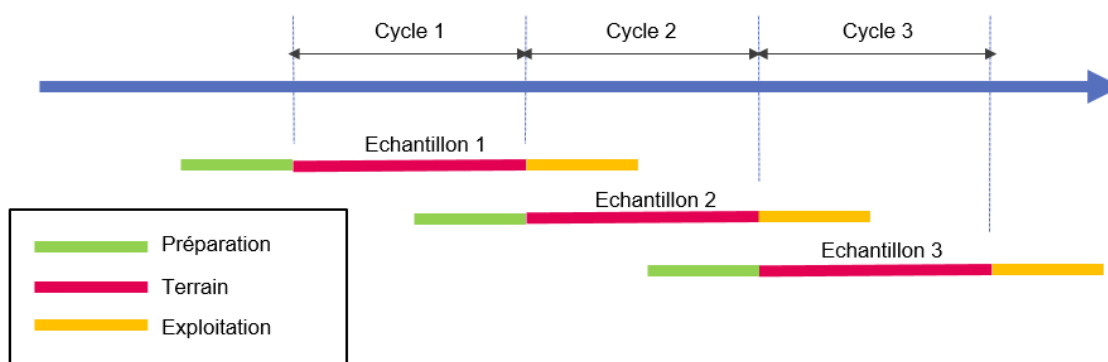 Cycle 1
Cycle 2
Cycle 3
Echantillon 1
Echantillon 2
Echantillon 3
Préparation
Terrain
Exploitation